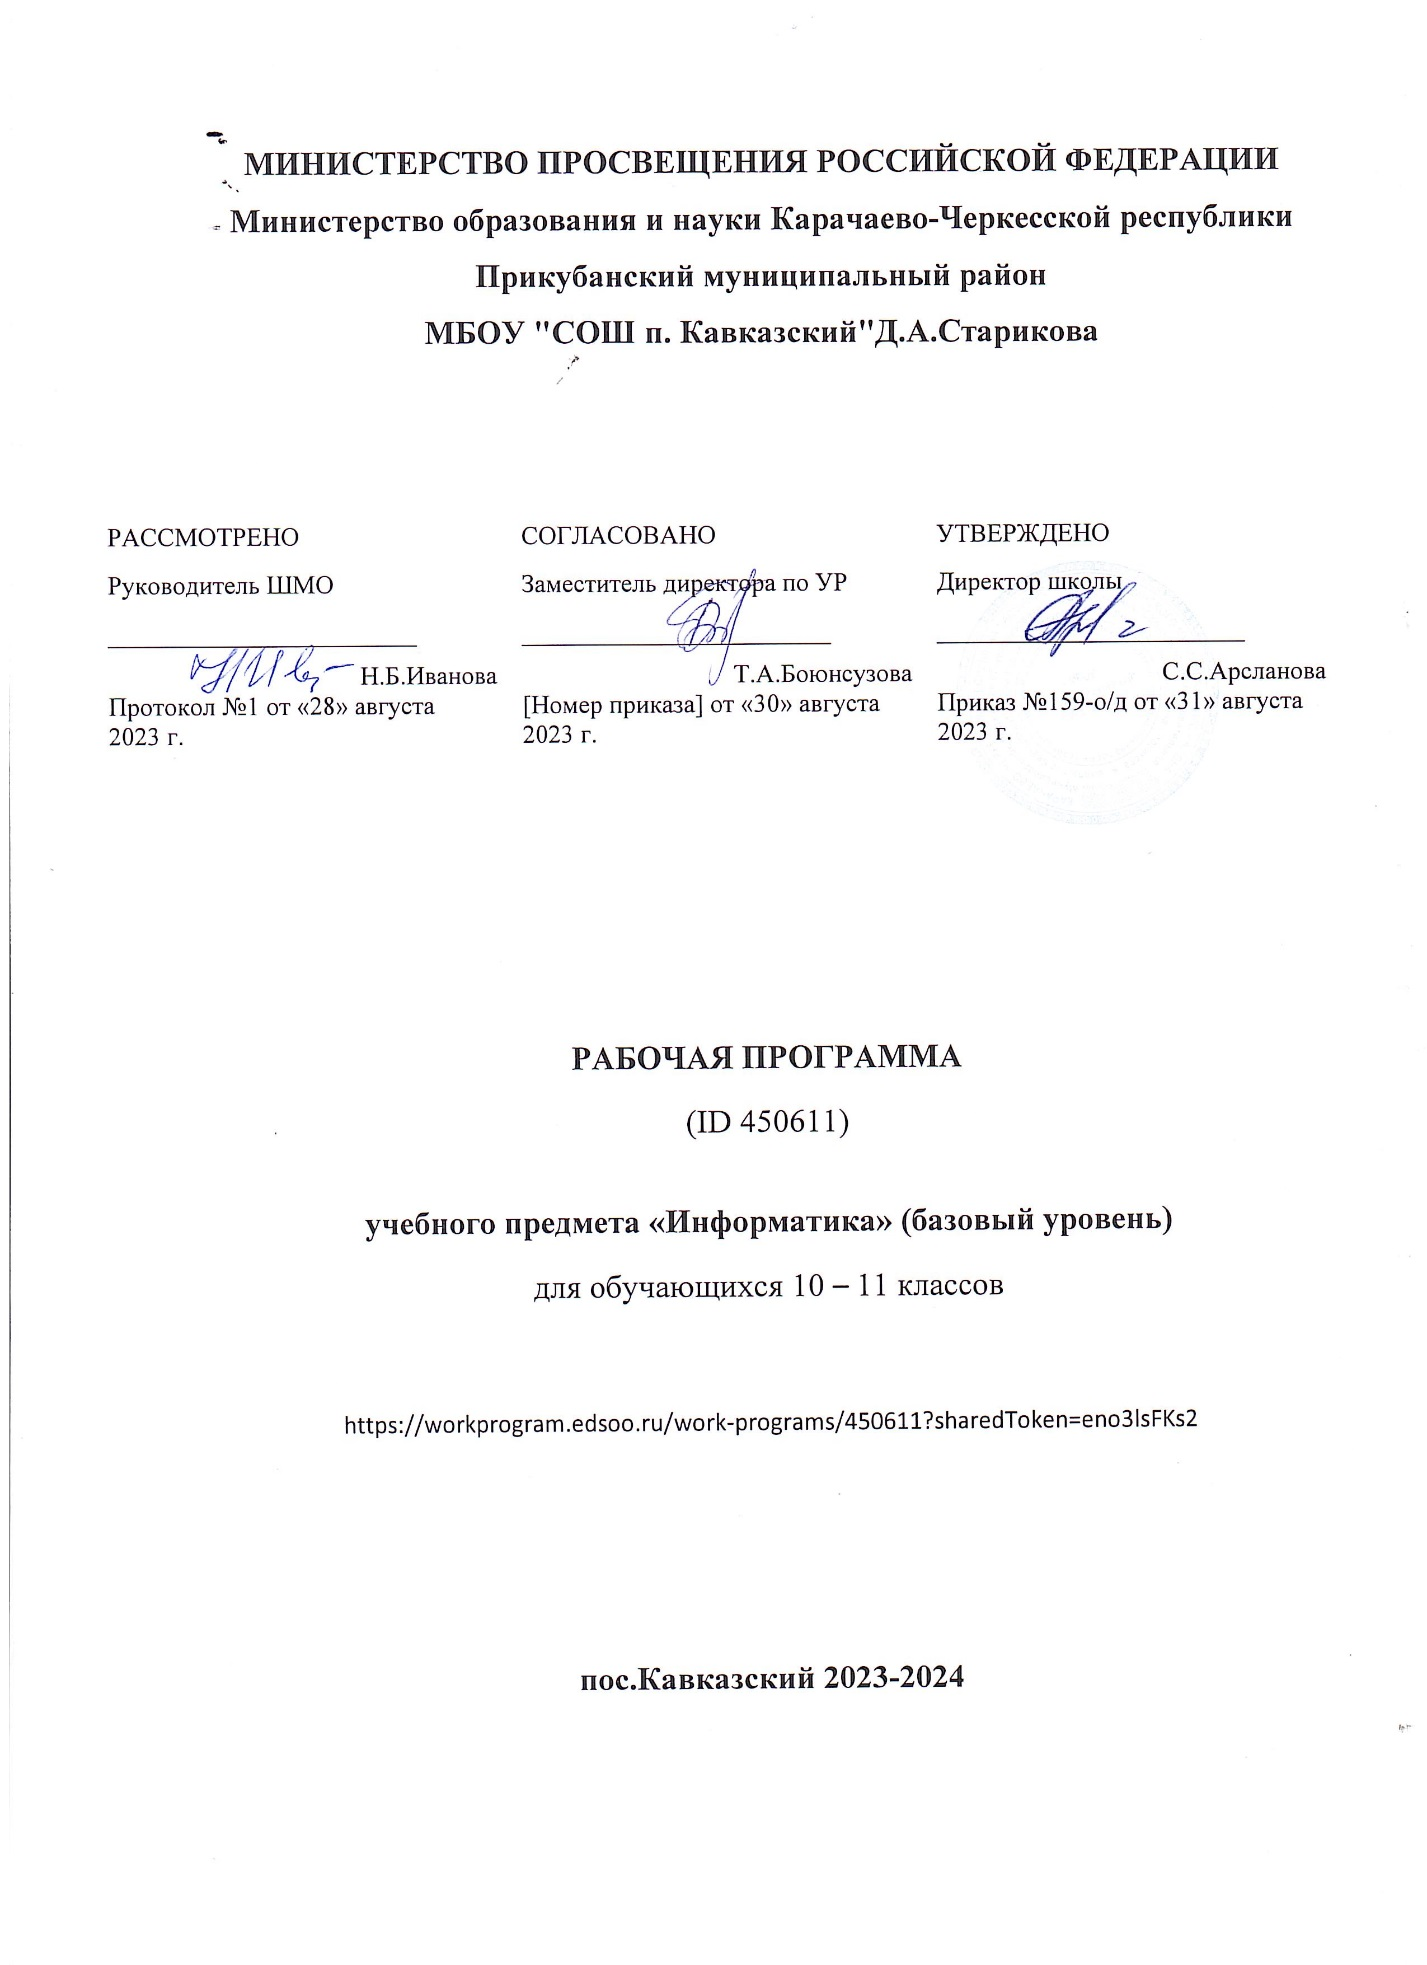 МИНИСТЕРСТВО ПРОСВЕЩЕНИЯ РОССИЙСКОЙ ФЕДЕРАЦИИ
Министерство образования и науки Карачаево-Черкесской республики
Прикубанский муниципальный район
МБОУ "СОШ п. Кавказский"Д.А.Старикова
РАССМОТРЕНО
Руководитель ШМО
Н.Б.Иванова
Протокол №1 от «28» августа
2023 г.
СОГЛАСОВАНО
Заместитель директора по УР
Т.А.Боюнсузова
[Номер приказа] от «30» августа
2023 г.
УТВЕРЖДЕНО
Директор школы
С.С.Арсланова
Приказ №159-о/д от «31» августа
2023 г.
РАБОЧАЯ ПРОГРАММА
(ID 450611)
учебного предмета «Информатика» (базовый уровень)
для обучающихся 10 – 11 классов
https://workprogram.edsoo.ru/work-programs/450611?sharedToken=eno3lsFKs2
пос.Кавказский 2023-2024